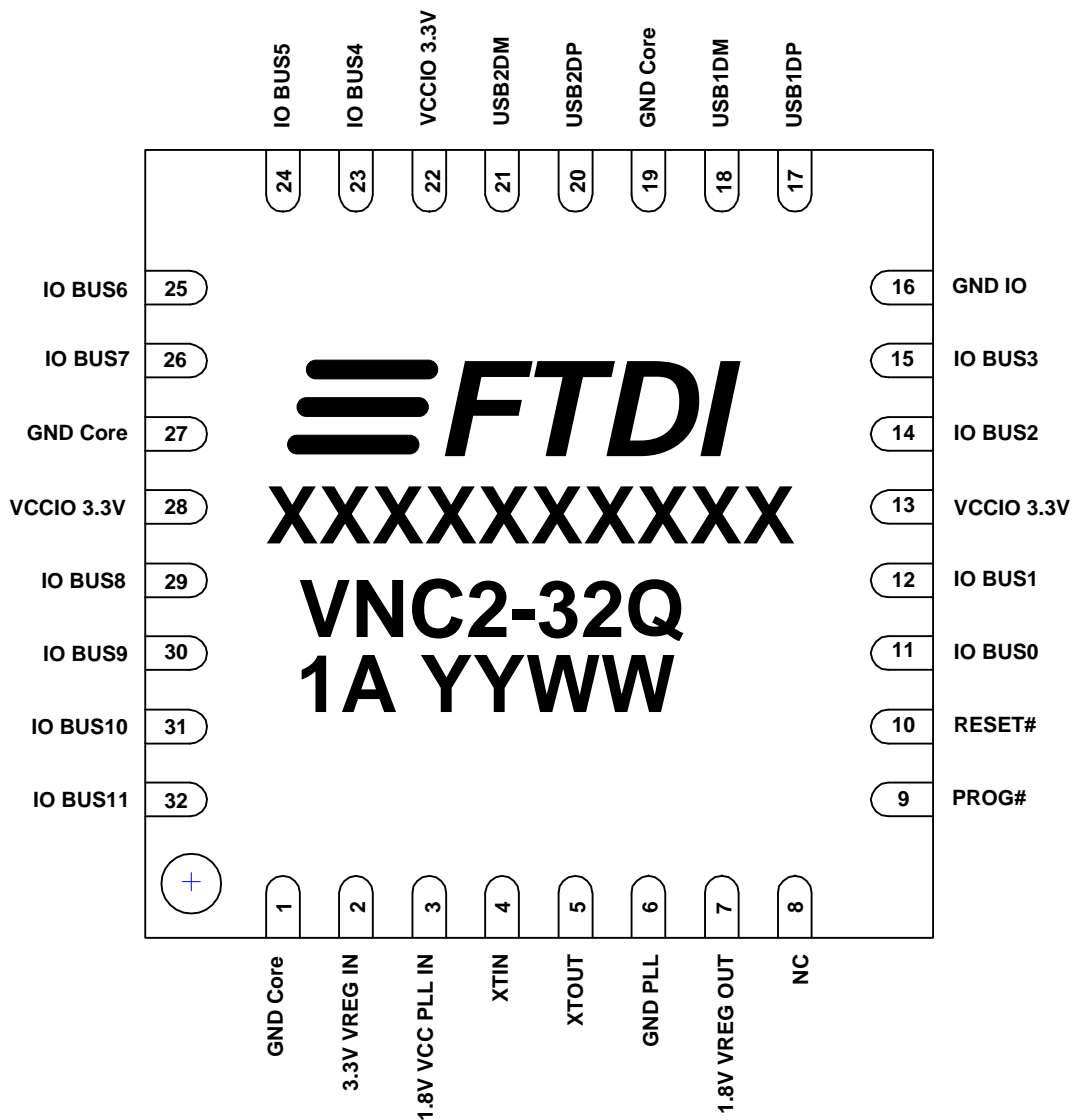 IO BUS5
IO BUS4
VCCIO 3.3V
USB2DM
USB2DP
GND Core
USB1DM
USB1DP
24
23
22
21
20
19
18
17
IO BUS6 25
16 GND IO
IO BUS7 26
15 IO BUS3
GND Core 27
14 IO BUS2
VCCIO 3.3V 28
13 VCCIO 3.3V
IO BUS8 29
12 IO BUS1
IO BUS9 30
11 IO BUS0
IO BUS10 31
10 RESET#
IO BUS11 32
9 PROG#
FTDI
XXXXXXXXXX
VNC2-32Q
1A YYWW
1
2
3
4
5
6
7
8
GND Core
3.3V VREG IN
1.8V VCC PLL IN
XTIN
XTOUT
GND PLL
1.8V VREG OUT
NC